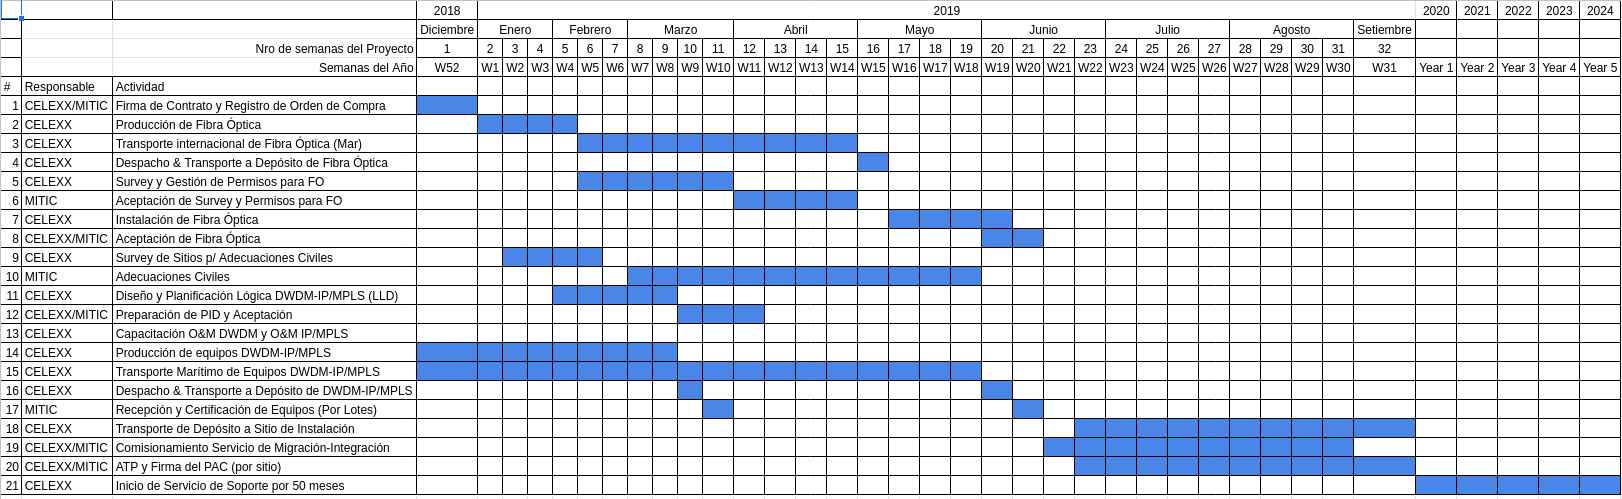 2018 2019 2020 2021 2022 2023 2024
Diciembre Enero Febrero Marzo Abril Mayo Junio Julio Agosto Setiembre
Nro de semanas del Proyecto 1 2 3 4 5 6 7 8 9 10 11 12 13 14 15 16 17 18 19 20 21 22 23 24 25 26 27 28 29 30 31 32
Semanas del Año W52 W1 W2 W3 W4 W5 W6 W7 W8 W9 W10 W11 W12 W13 W14 W15 W16 W17 W18 W19 W20 W21 W22 W23 W24 W25 W26 W27 W28 W29 W30 W31 Year 1 Year 2 Year 3 Year 4 Year 5
# Responsable Actividad
1 CELEXX/MITIC Firma de Contrato y Registro de Orden de Compra
2 CELEXX Producción de Fibra Óptica
3 CELEXX Transporte internacional de Fibra Óptica (Mar)
4 CELEXX Despacho & Transporte a Depósito de Fibra Óptica
5 CELEXX Survey y Gestión de Permisos para FO
6 MITIC Aceptación de Survey y Permisos para FO
7 CELEXX Instalación de Fibra Óptica
8 CELEXX/MITIC Aceptación de Fibra Óptica
9 CELEXX Survey de Sitios p/ Adecuaciones Civiles
10 MITIC Adecuaciones Civiles
11 CELEXX Diseño y Planificación Lógica DWDM-IP/MPLS (LLD)
12 CELEXX/MITIC Preparación de PID y Aceptación
13 CELEXX Capacitación O&M DWDM y O&M IP/MPLS
14 CELEXX Producción de equipos DWDM-IP/MPLS
15 CELEXX Transporte Marítimo de Equipos DWDM-IP/MPLS
16 CELEXX Despacho & Transporte a Depósito de DWDM-IP/MPLS
17 MITIC Recepción y Certificación de Equipos (Por Lotes)
18 CELEXX Transporte de Depósito a Sitio de Instalación
19 CELEXX/MITIC Comisionamiento Servicio de Migración-Integración
20 CELEXX/MITIC ATP y Firma del PAC (por sitio)
21 CELEXX Inicio de Servicio de Soporte por 50 meses